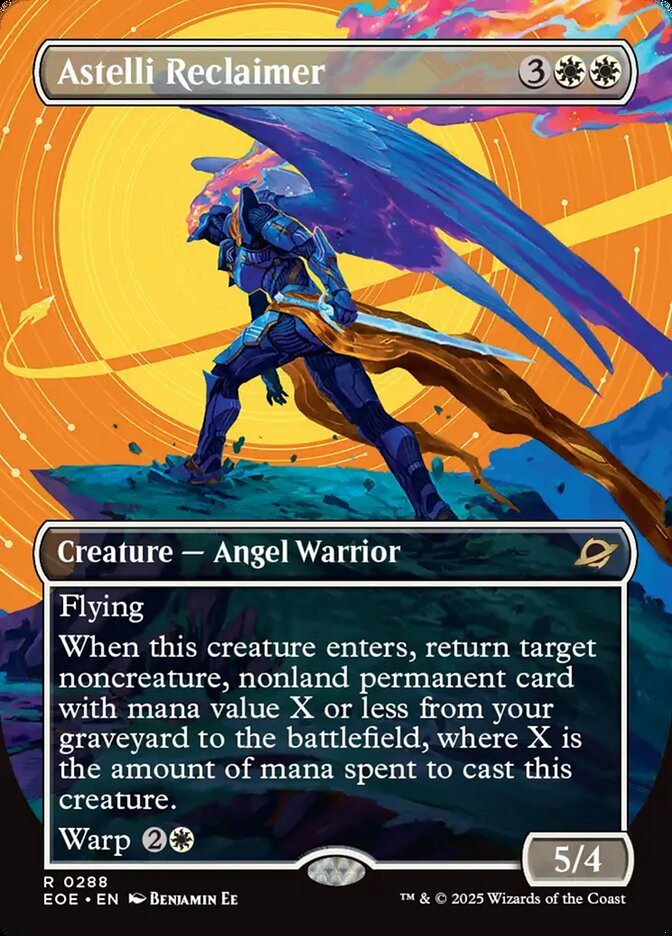 Astelli Reclaimer 3
Creature — Angel Warrior
Flying
When this creature enters, return target
noncreature, nonland permanent card
with mana value X or less from your
graveyard to the battlefield, where X is
the amount of mana spent to cast this
creature.
Warp 2
5/4
R 0288
EOE • EN Benjamin Ee
™ & © 2025 Wizards of the Coast